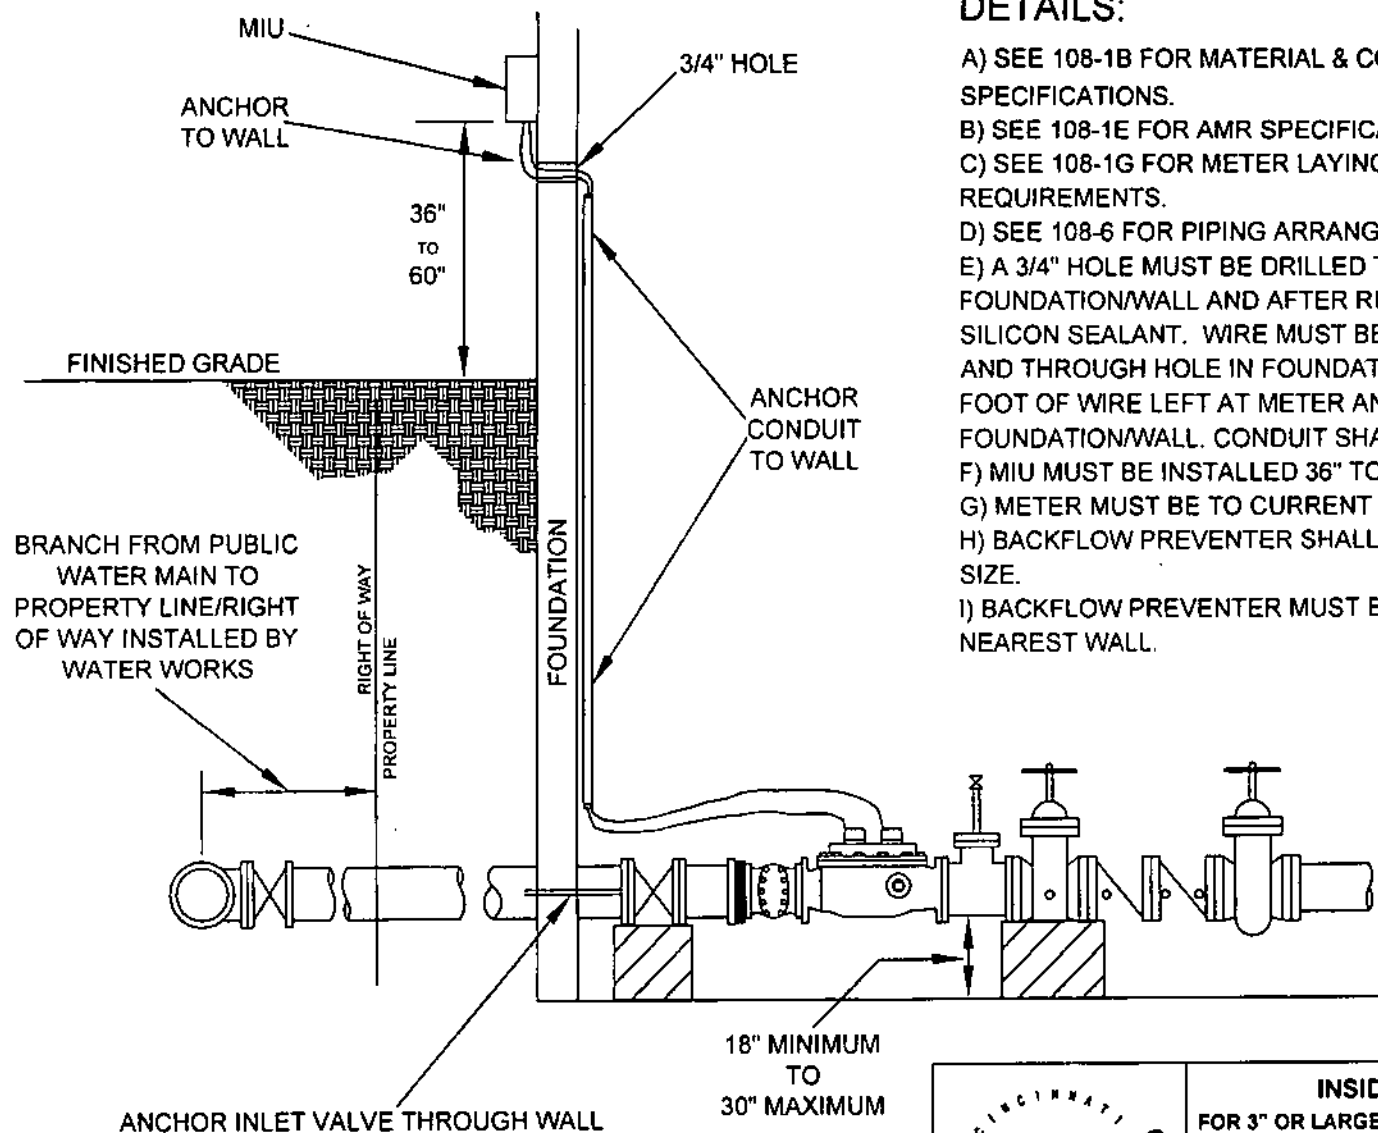 MIU
3/4" HOLE
ANCHOR
TO WALL
36"
TO
60"
FINISHED GRADE
ANCHOR
CONDUIT
TO WALL
BRANCH FROM PUBLIC
WATER MAIN TO
PROPERTY LINE/RIGHT
OF WAY INSTALLED BY
WATER WORKS
RIGHT OF WAY
PROPERTY LINE
FOUNDATION
18" MINIMUM
TO
30" MAXIMUM
ANCHOR INLET VALVE THROUGH WALL
DETAILS:
A) SEE 108-1B FOR MATERIAL &
SPECIFICATIONS.
B) SEE 108-1E FOR AMR
C) SEE 108-1G FOR METER LAYING
REQUIREMENTS.
D) SEE 108-6 FOR PIPING
E) A 3/4" HOLE MUST BE DRILLED
FOUNDATION/WALL AND AFTER
SILICON SEALANT. WIRE MUST BE
AND THROUGH HOLE IN
FOOT OF WIRE LEFT AT METER
FOUNDATION/WALL. CONDUIT
F) MIU MUST BE INSTALLED 36" TO
G) METER MUST BE TO CURRENT
H) BACKFLOW PREVENTER SHALL
SIZE.
I) BACKFLOW PREVENTER MUST
NEAREST WALL.
CINCINNATI
FOR 3" OR